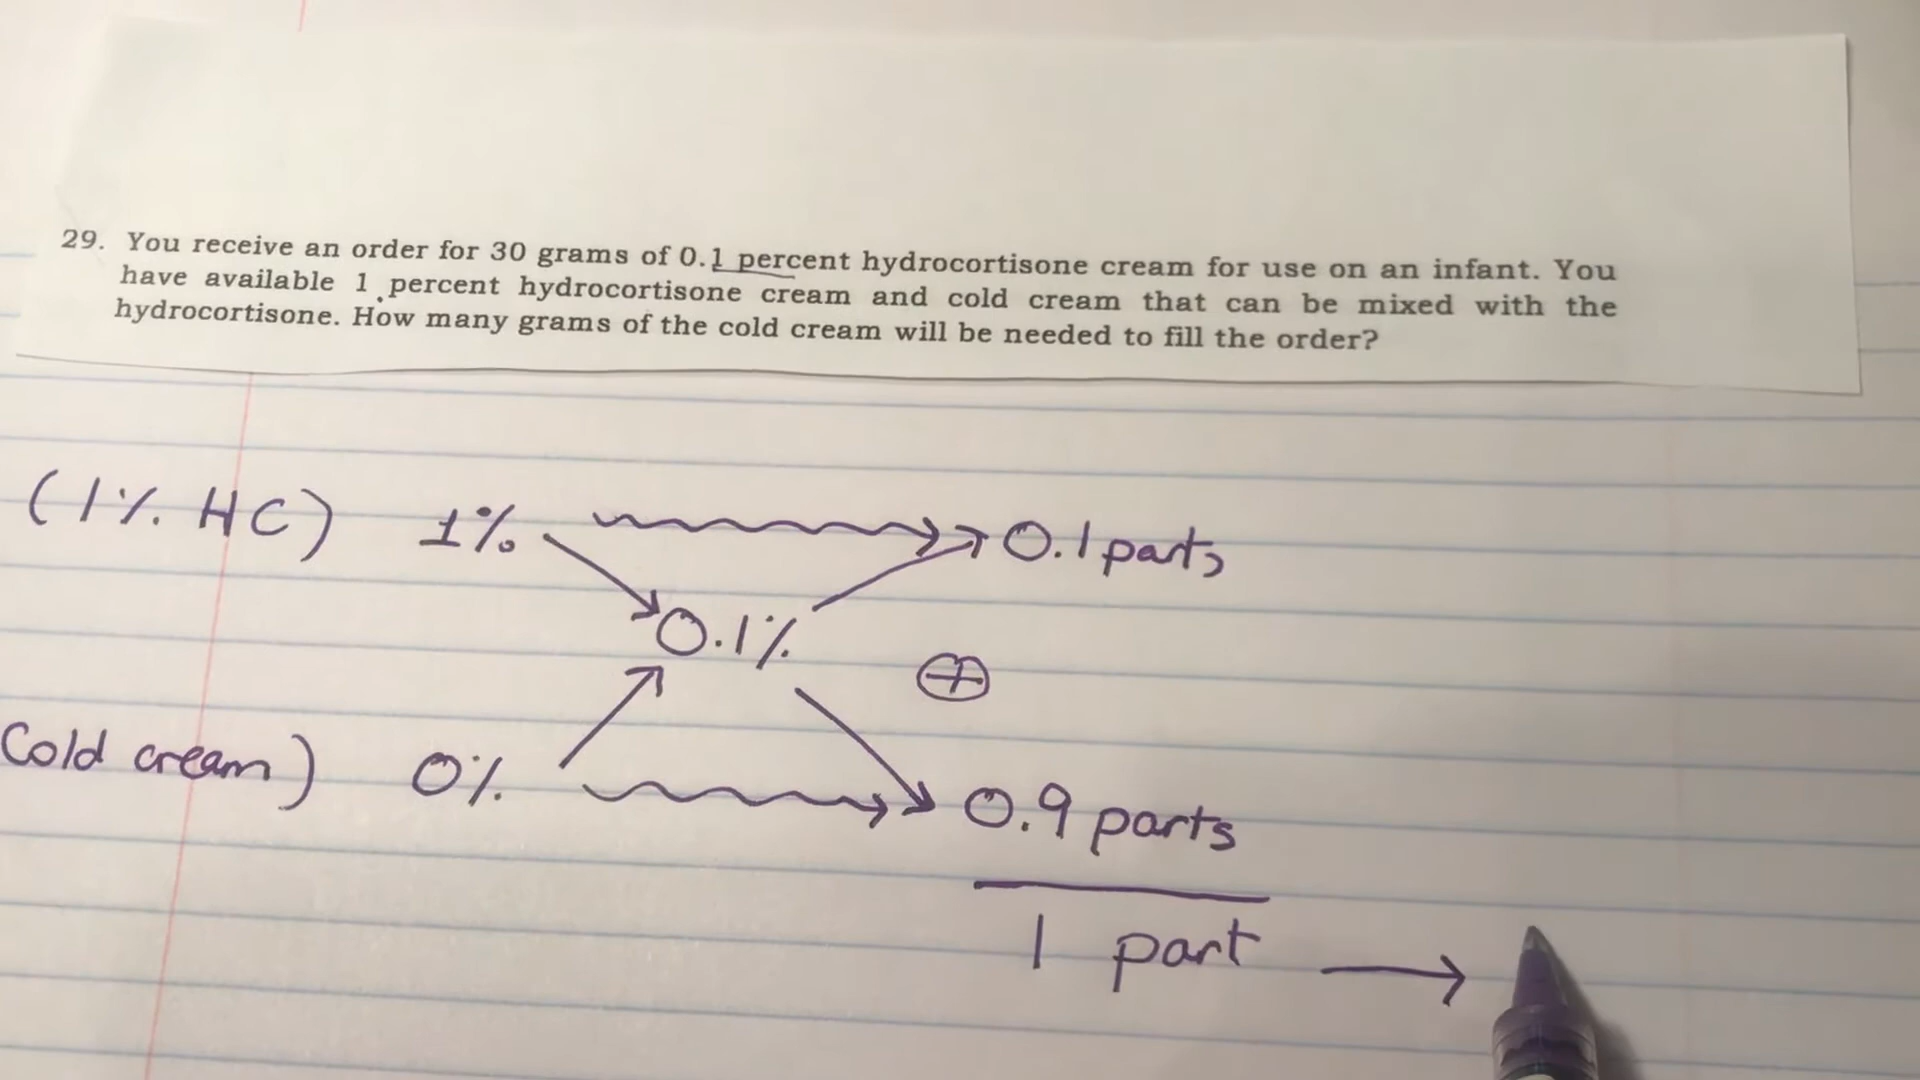 29. You receive an order for 30 grams of 0.1 percent hydrocortisone cream for use on an infant. You
have available 1 percent hydrocortisone cream and cold cream that can be mixed with the
hydrocortisone. How many grams of the cold cream will be needed to fill the order?
(1% HC) 1% 0.1 parts
0.1% +
Cold cream) 0% 0.9 parts
1 part